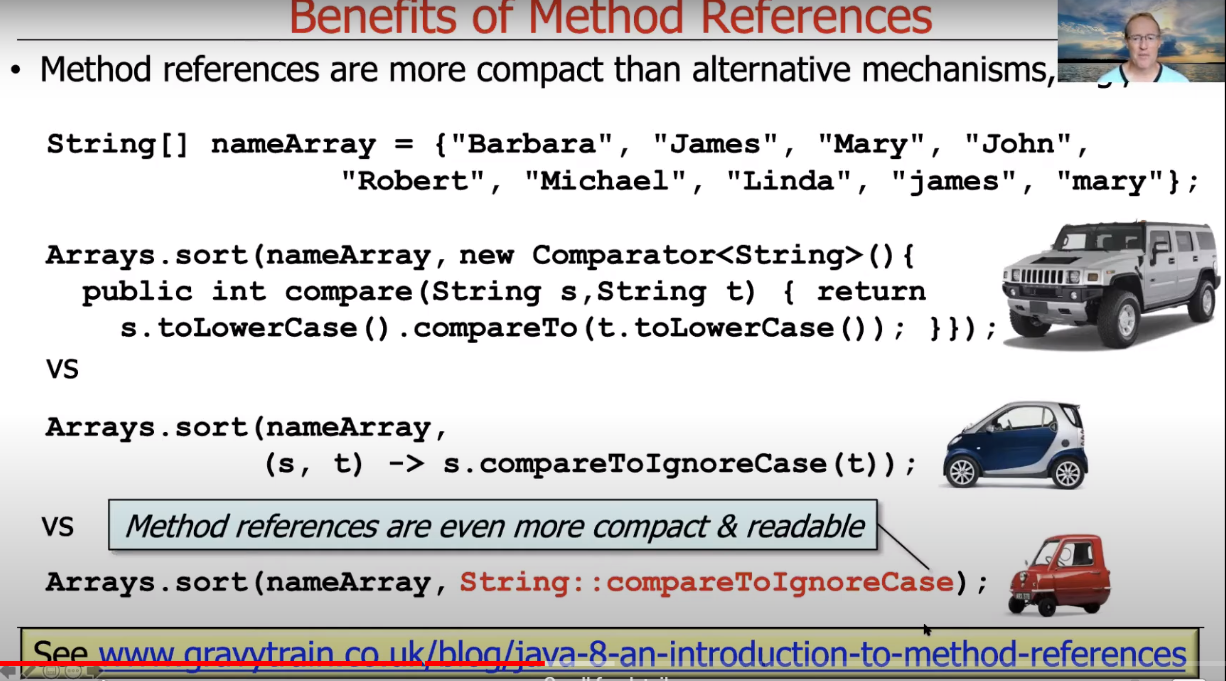 Benefits of Method References
• Method references are more compact than alternative mechanisms,
String[] nameArray = {"Barbara", "James", "Mary", "John",
"Robert", "Michael", "Linda", "james", "mary"};
Arrays.sort(nameArray, new Comparator<String>(){
public int compare(String s,String t) { return
s.toLowerCase().compareTo(t.toLowerCase()); }});
VS
Arrays.sort(nameArray,
(s, t) -> s.compareToIgnoreCase(t));
VS
Method references are even more compact & readable
Arrays.sort(nameArray, String::compareToIgnoreCase);
See www.gravytrain.co.uk/blog/java-8-an-introduction-to-method-references